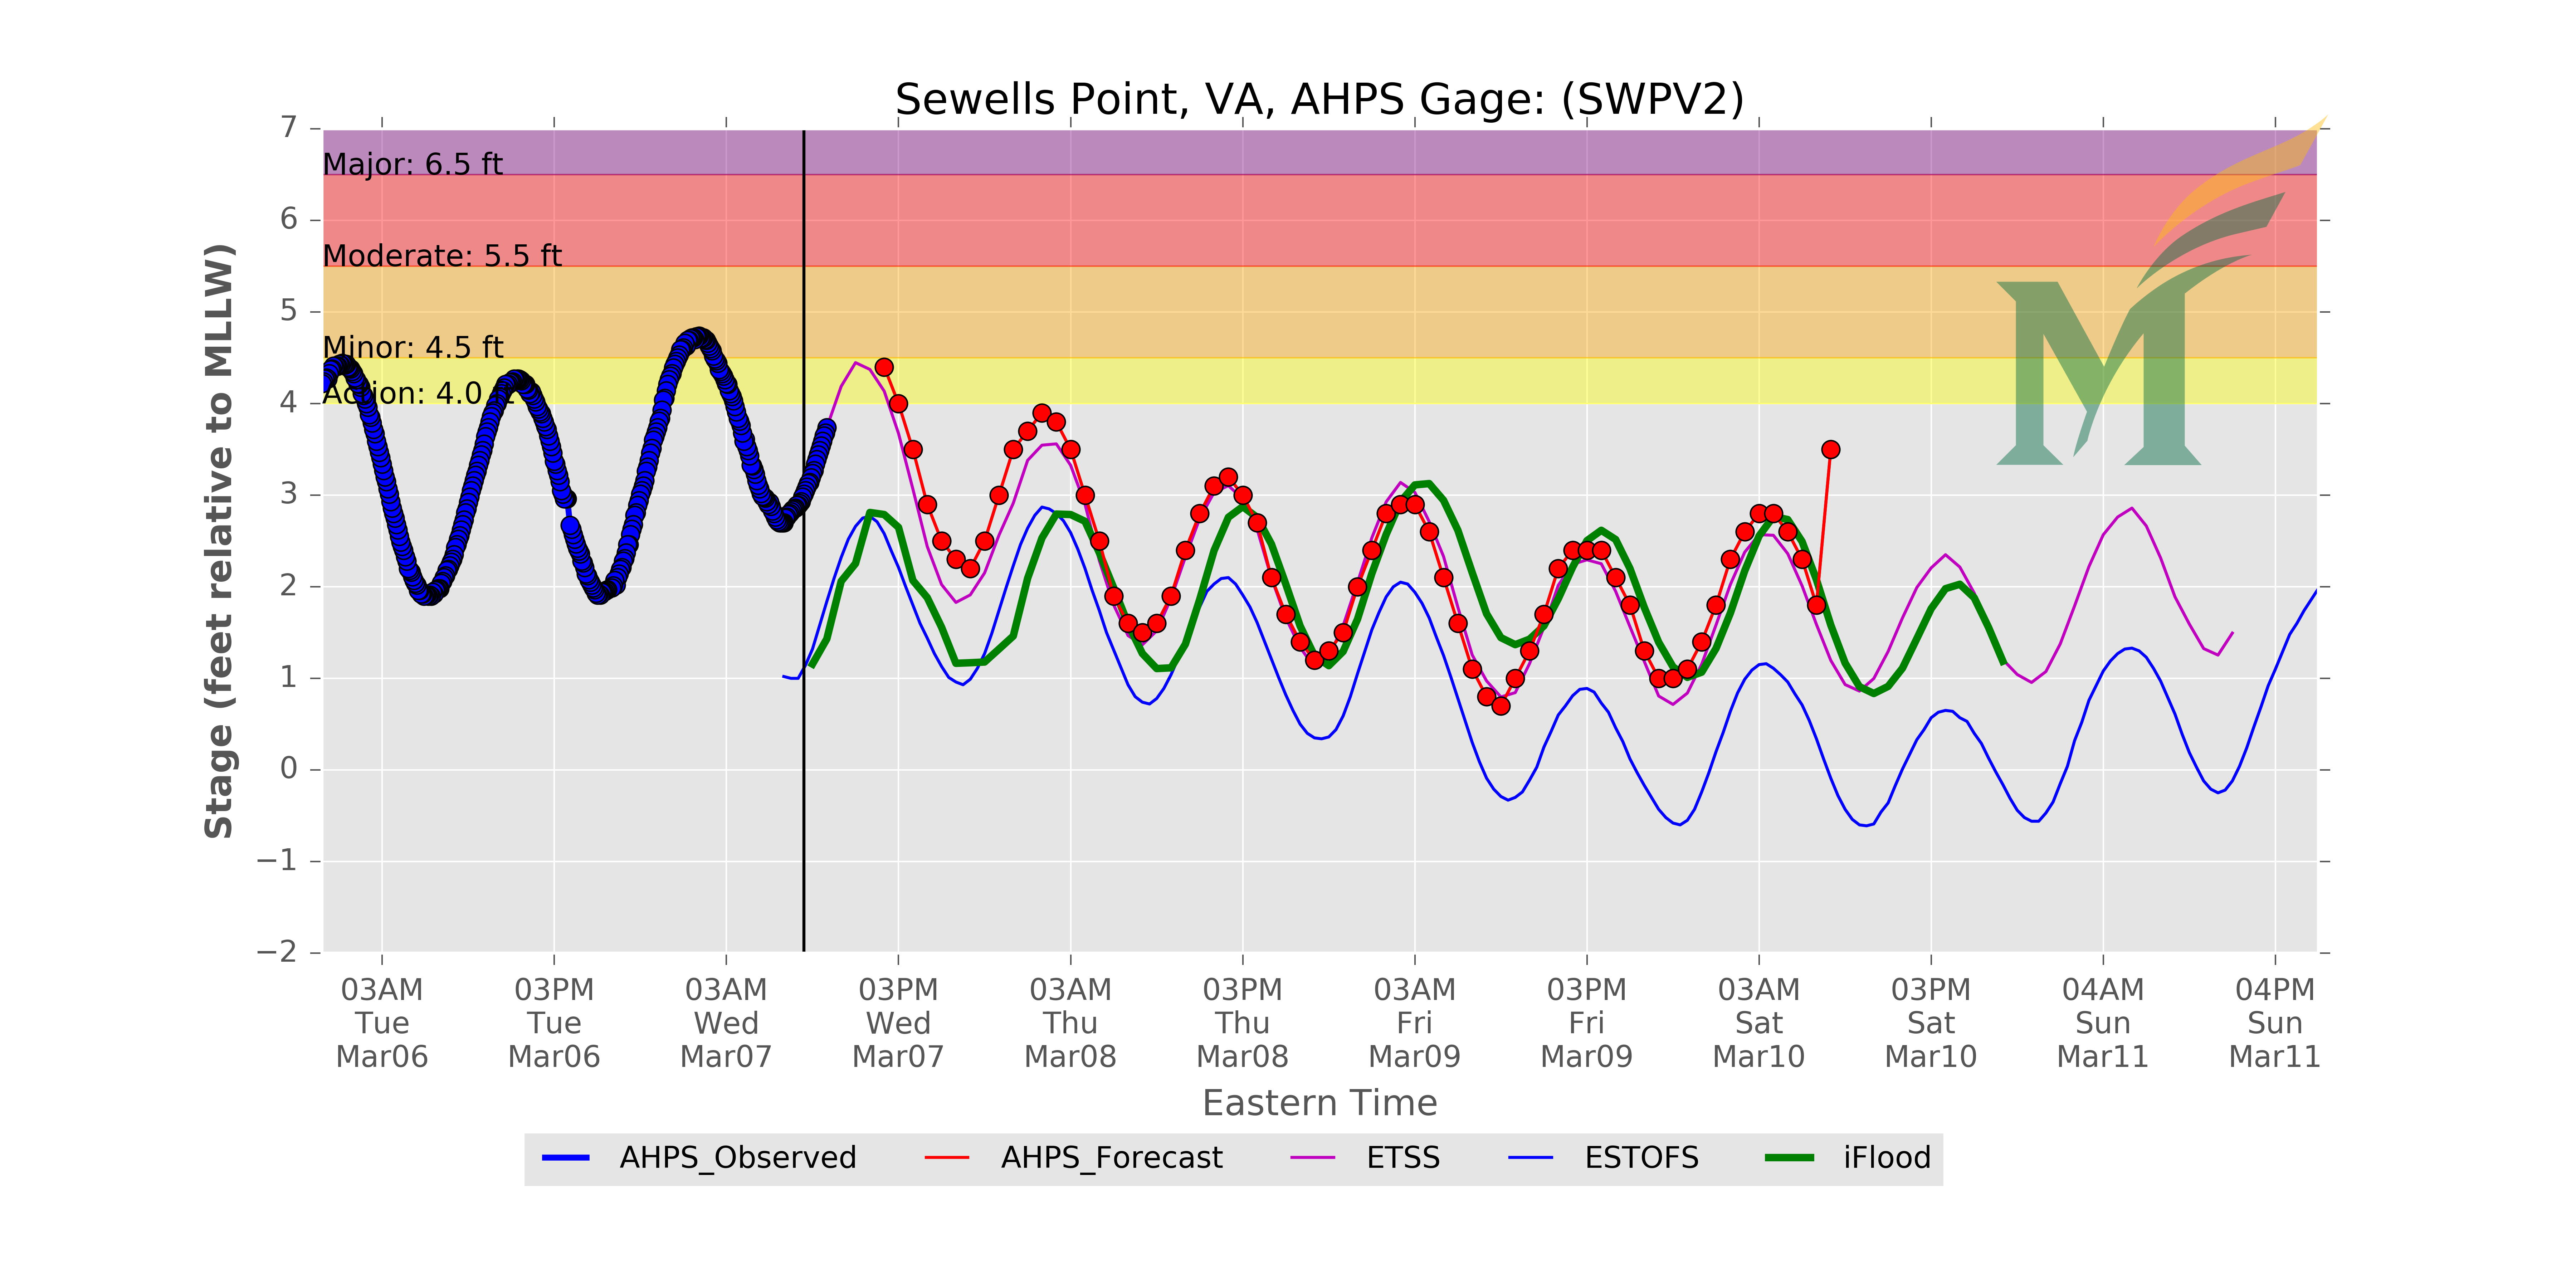 Sewells Point, VA, AHPS Gage: (SWPV2)
Stage (feet relative to MLLW)
7
6
5
4
3
2
1
0
−1
−2
Major: 6.5 ft
Moderate: 5.5 ft
Minor: 4.5 ft
Action: 4.0 ft
M
03AM
Tue
Mar06
03PM
Tue
Mar06
03AM
Wed
Mar07
03PM
Wed
Mar07
03AM
Thu
Mar08
03PM
Thu
Mar08
03AM
Fri
Mar09
03PM
Fri
Mar09
03AM
Sat
Mar10
03PM
Sat
Mar10
04AM
Sun
Mar11
04PM
Sun
Mar11
Eastern Time
AHPS_Observed AHPS_Forecast ETSS ESTOFS iFlood